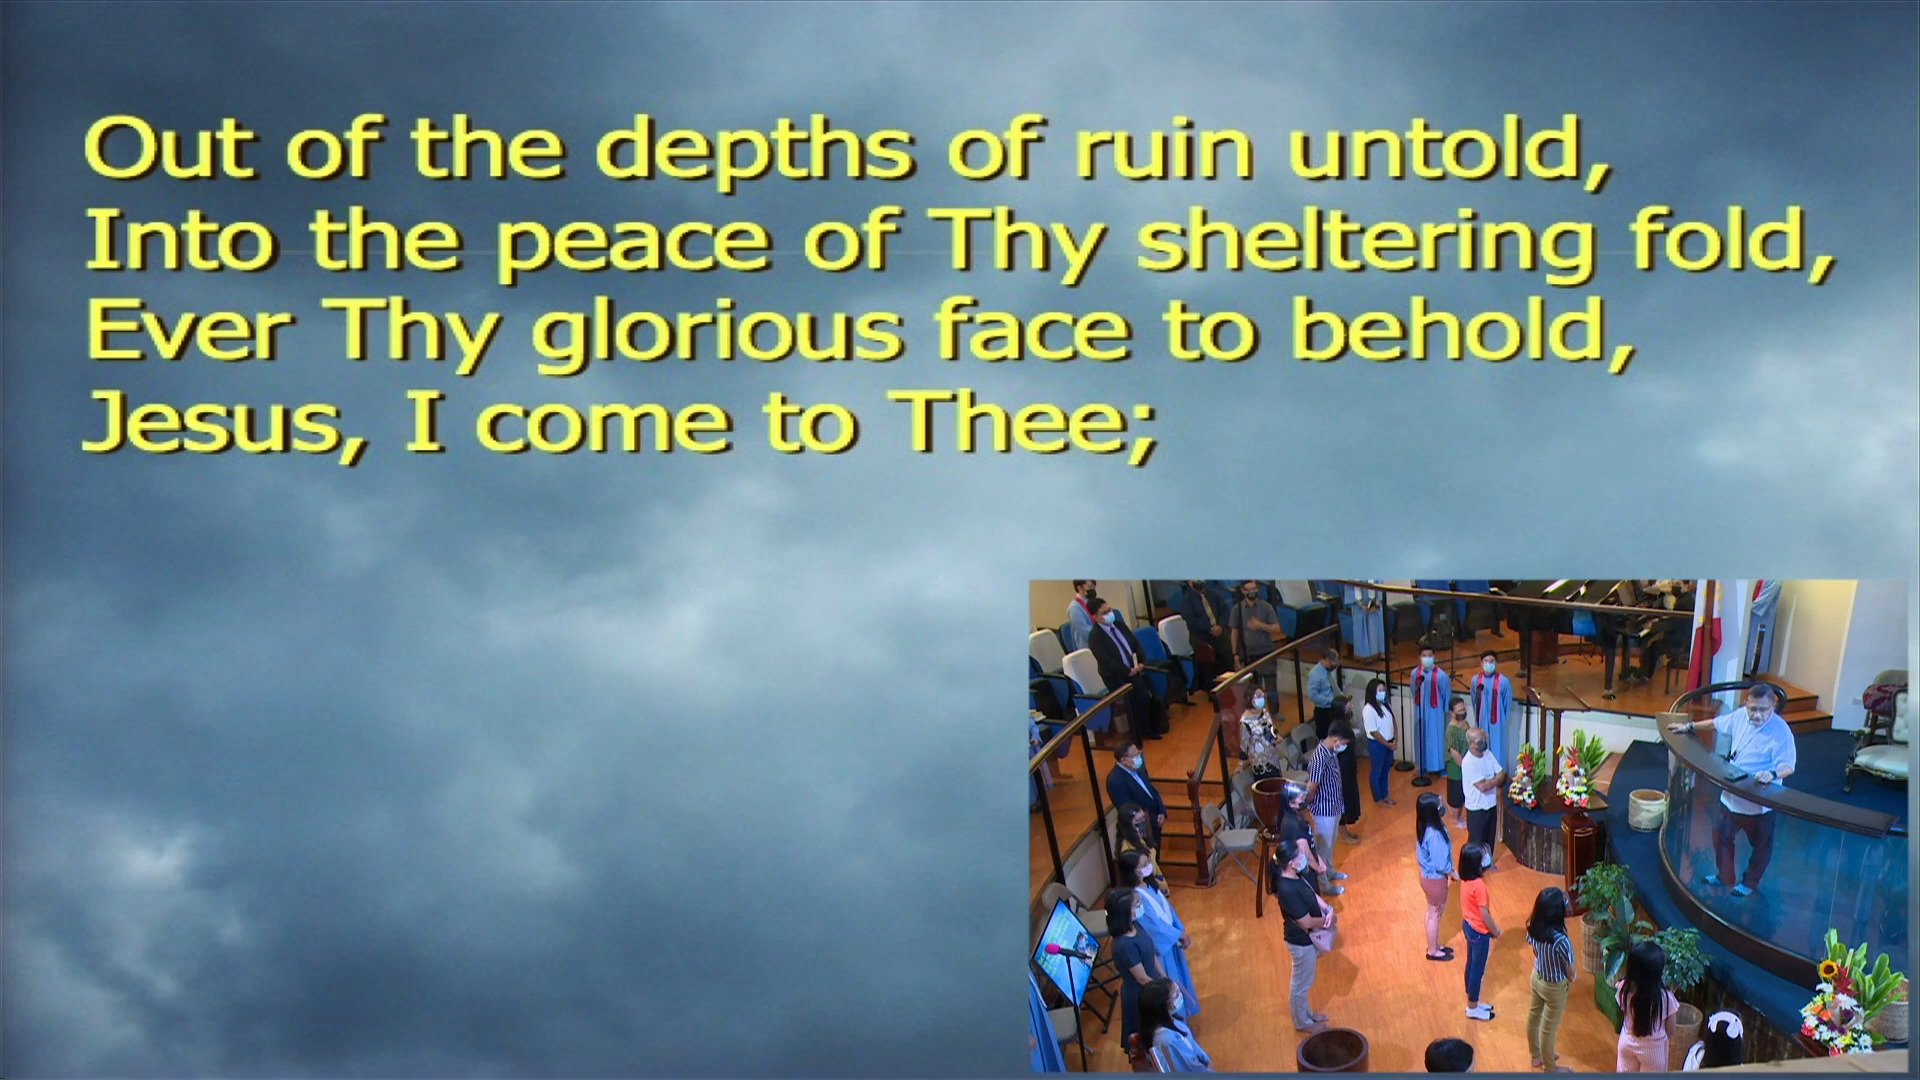 Out of the depths of ruin untold,
Into the peace of Thy sheltering fold,
Ever Thy glorious face to behold,
Jesus, I come to Thee;